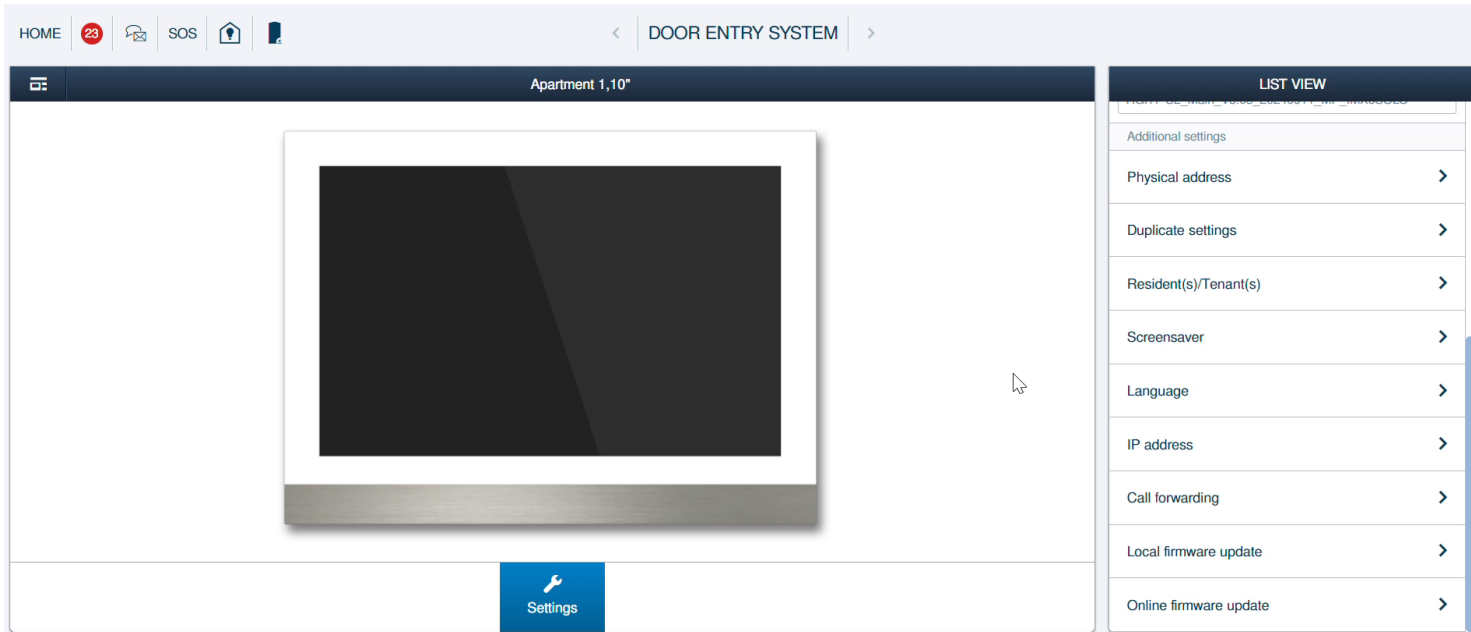 HOME
23
SOS
DOOR ENTRY SYSTEM
Apartment 1,10"
LIST VIEW
Additional settings
Physical address
Duplicate settings
Resident(s)/Tenant(s)
Screensaver
Language
IP address
Call forwarding
Local firmware update
Online firmware update
Settings